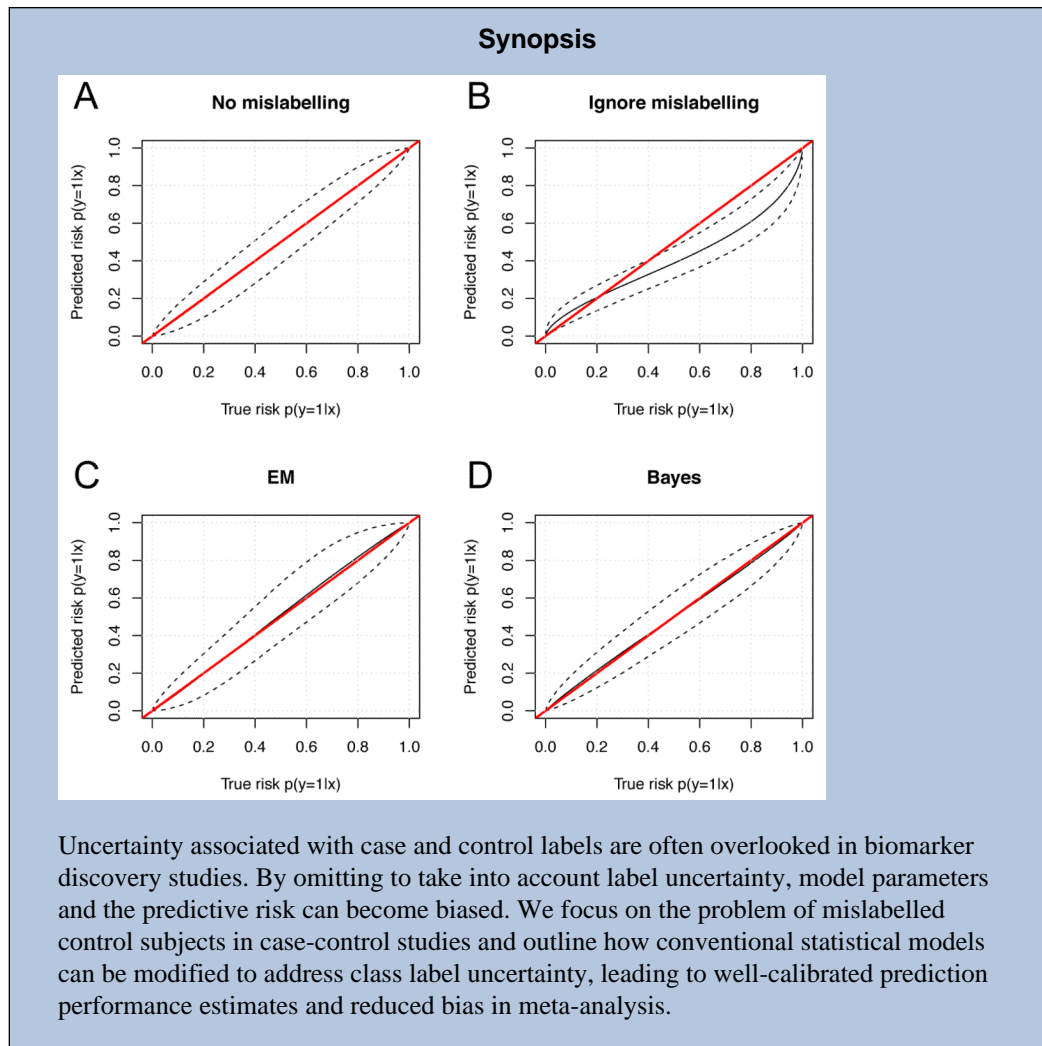 Synopsis
A
No mislabelling
Predicted risk p(y=1|x)
0.0 0.2 0.4 0.6 0.8 1.0
0.0 0.2 0.4 0.6 0.8 1.0
True risk p(y=1|x)
B
Ignore mislabelling
Predicted risk p(y=1|x)
0.0 0.2 0.4 0.6 0.8 1.0
0.0 0.2 0.4 0.6 0.8 1.0
True risk p(y=1|x)
C
EM
Predicted risk p(y=1|x)
0.0 0.2 0.4 0.6 0.8 1.0
0.0 0.2 0.4 0.6 0.8 1.0
True risk p(y=1|x)
D
Bayes
Predicted risk p(y=1|x)
0.0 0.2 0.4 0.6 0.8 1.0
0.0 0.2 0.4 0.6 0.8 1.0
True risk p(y=1|x)
Uncertainty associated with case and control labels are often overlooked in biomarker
discovery studies. By omitting to take into account label uncertainty, model parameters
and the predictive risk can become biased. We focus on the problem of mislabelled
control subjects in case-control studies and outline how conventional statistical models
can be modified to address class label uncertainty, leading to well-calibrated prediction
performance estimates and reduced bias in meta-analysis.